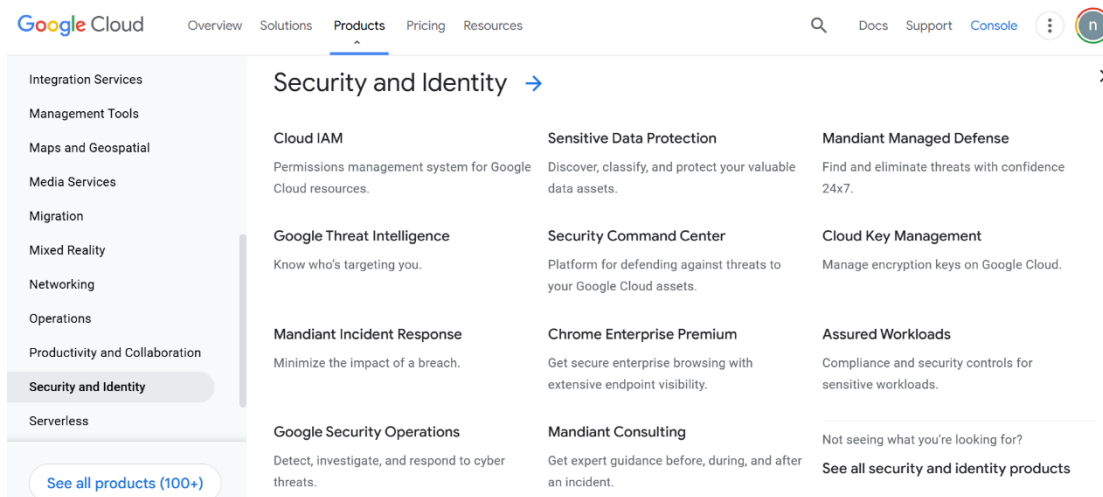 Google Cloud
Overview
Solutions
Products
Pricing
Resources
Docs
Support
Console
n
Integration Services
Management Tools
Maps and Geospatial
Media Services
Migration
Mixed Reality
Networking
Operations
Productivity and Collaboration
Security and Identity
Serverless
See all products (100+)
Security and Identity
Cloud IAM
Permissions management system for Google
Cloud resources.
Sensitive Data Protection
Discover, classify, and protect your valuable
data assets.
Mandiant Managed Defense
Find and eliminate threats with confidence
24x7.
Google Threat Intelligence
Know who's targeting you.
Security Command Center
Platform for defending against threats to
your Google Cloud assets.
Cloud Key Management
Manage encryption keys on Google Cloud.
Mandiant Incident Response
Minimize the impact of a breach.
Chrome Enterprise Premium
Get secure enterprise browsing with
extensive endpoint visibility.
Assured Workloads
Compliance and security controls for
sensitive workloads.
Google Security Operations
Detect, investigate, and respond to cyber
threats.
Mandiant Consulting
Get expert guidance before, during, and after
an incident.
Not seeing what you're looking for?
See all security and identity products